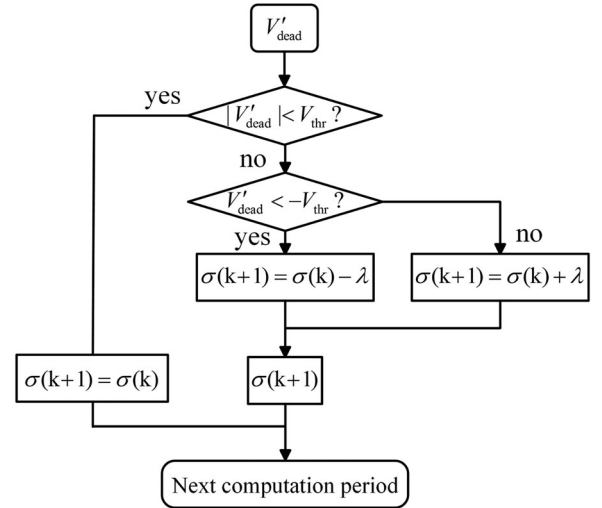 V′dead
yes
|V′dead|<Vthr?
no
V′dead<−Vthr?
yes
no
σ(k+1)=σ(k)−λ
σ(k+1)=σ(k)+λ
σ(k+1)=σ(k)
σ(k+1)
Next computation period